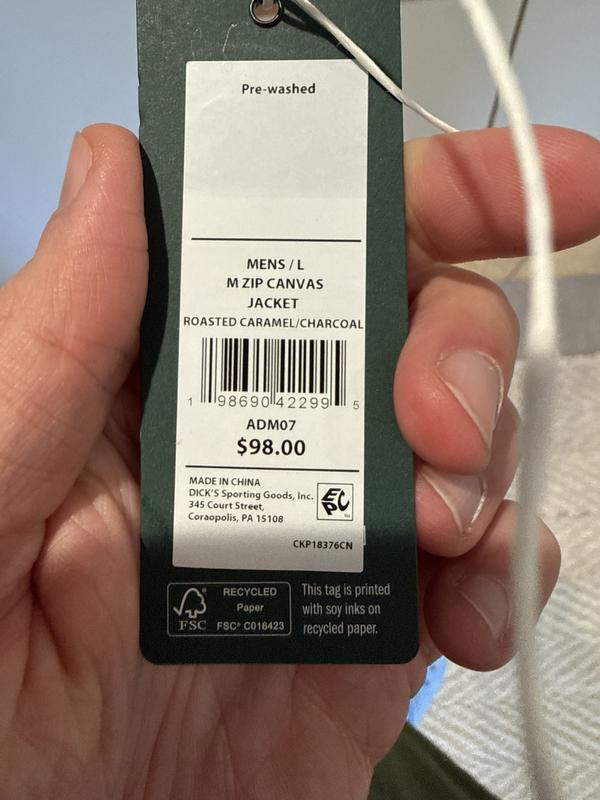 Pre-washed
MENS / L
M ZIP CANVAS
JACKET
ROASTED CARAMEL/CHARCOAL
1 98690 42299 5
ADM07
$98.00
MADE IN CHINA
DICK'S Sporting Goods, Inc.
345 Court Street,
Coraopolis, PA 15108
EPC
CKP18376CN
RECYCLED
Paper
FSC® C016423
FSC
This tag is printed
with soy inks on
recycled paper.